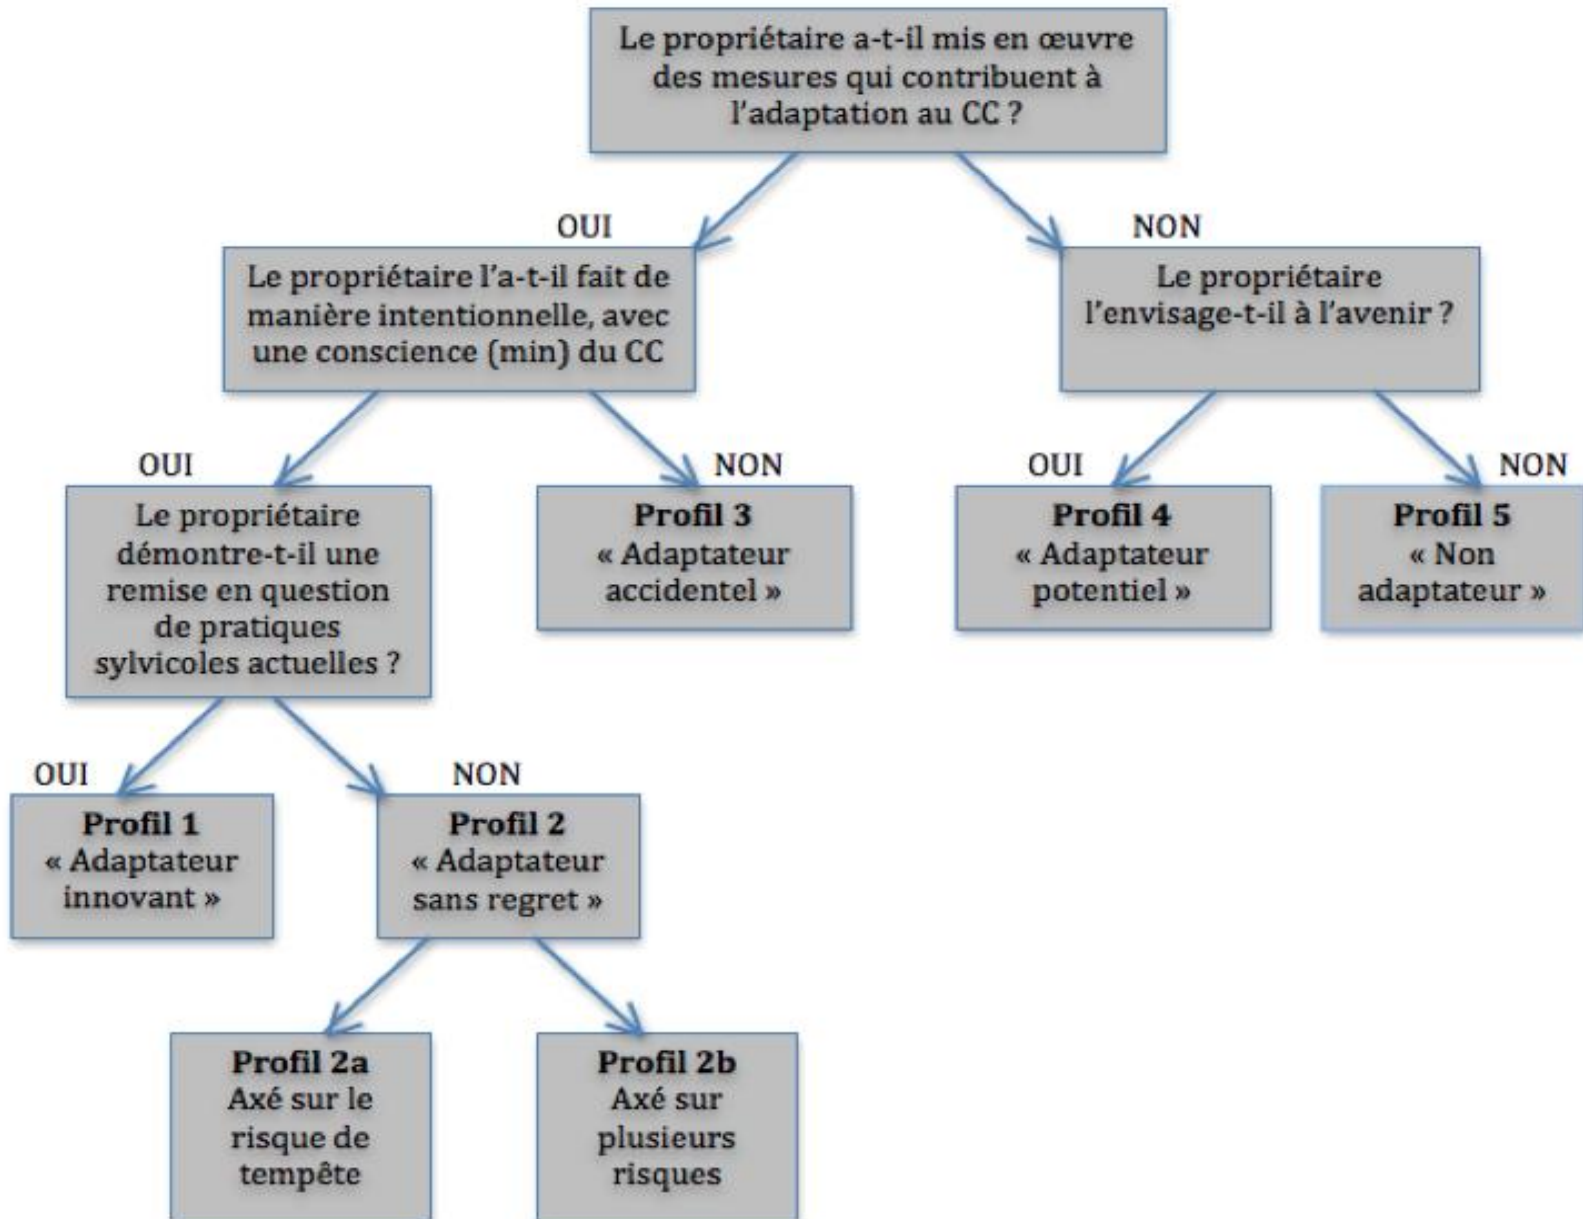 Le propriétaire a-t-il mis en œuvre
des mesures qui contribuent à
l'adaptation au CC ?
OUI
NON
Le propriétaire l'a-t-il fait de
manière intentionnelle, avec
une conscience (min) du CC
Le propriétaire
l'envisage-t-il à l'avenir ?
OUI
NON
OUI
NON
Le propriétaire
démontre-t-il une
remise en question
de pratiques
sylvicoles actuelles ?
Profil 3
« Adaptateur
accidentel »
Profil 4
« Adaptateur
potentiel »
Profil 5
« Non
adaptateur »
OUI
NON
Profil 1
« Adaptateur
innovant »
Profil 2
« Adaptateur
sans regret »
Profil 2a
Axé sur le
risque de
tempête
Profil 2b
Axé sur
plusieurs
risques